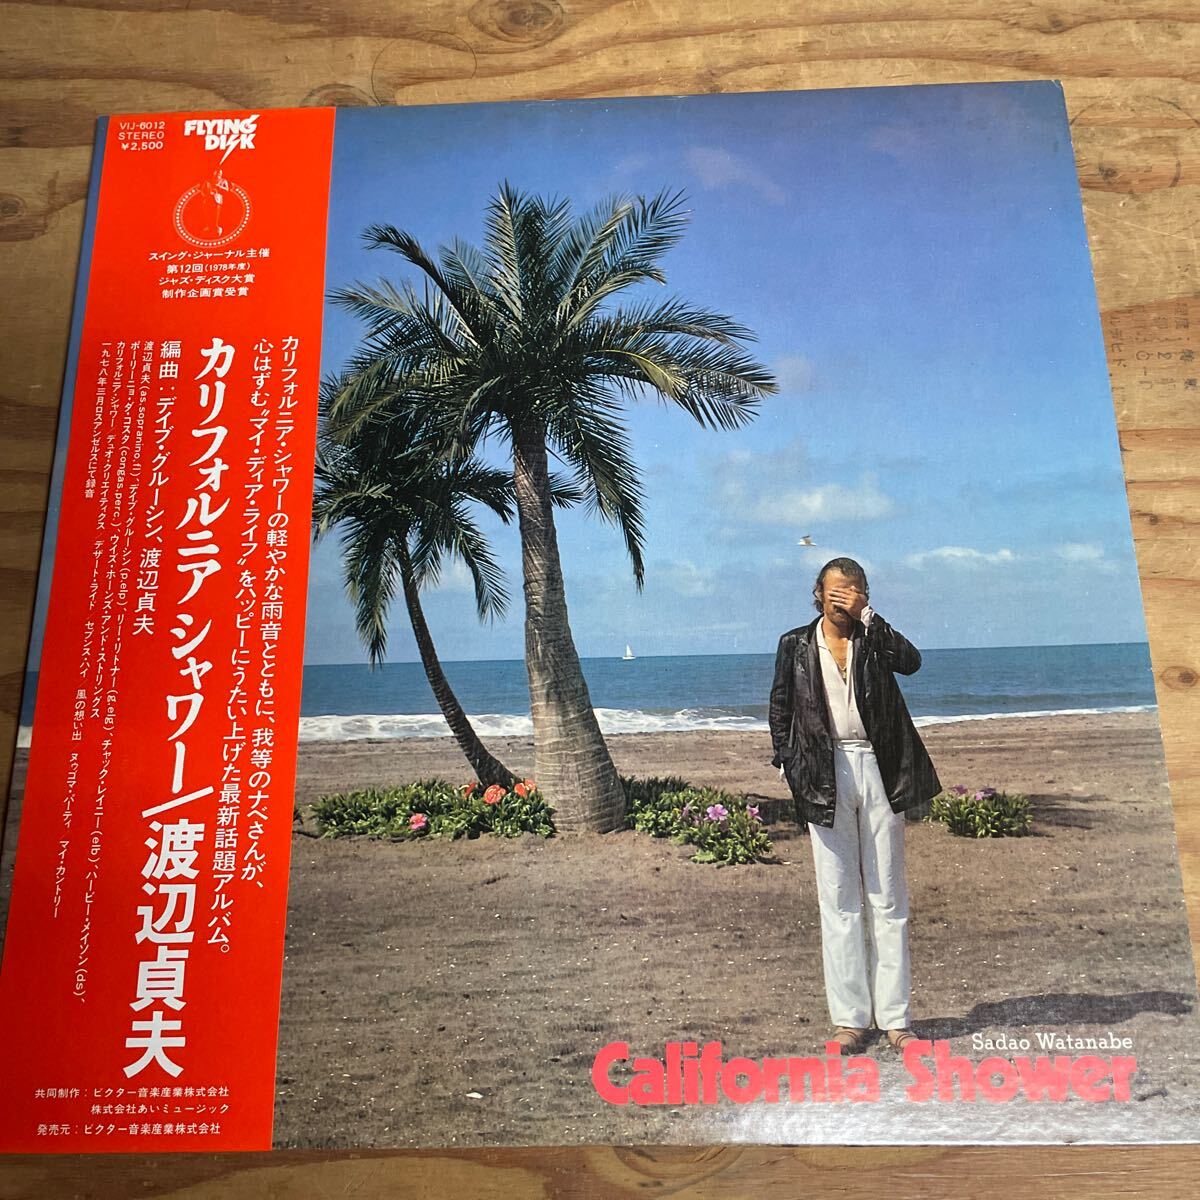 VIJ-6012
STEREO
¥2,500
FLYING
DISK
スイング・ジャーナル主催
第12回(1978年度)
ジャズ・ディスク大賞
制作企画賞受賞
カリフォルニア・シャワーの軽やかな雨音とともに、我等のナベさんが、
心はずむ“マイ・ディア・ライフ”をハッピーにうたい上げた最新話題アルバム。
カリフォルニアシャワー/渡辺貞夫
編曲:デイブ・グルーシン、渡辺貞夫
渡辺貞夫(as.sopranino.fl)、デイブ・グルーシン(p.elp)、リー・リトナー(g.elg)、チャック・レイニー(elb)、ハービー・メイソン(ds)、
ポーリーニョ・ダ・コスタ(congas.perc)、ウイズ・ホーンズ・アンド・ストリングス
カリフォルニア・シャワー/デュオ・クリエイティクス/デザート・ライド/セブンス・ハイ/風の想い出 ヌゥゴマ・パーティ マイ・カントリー
一九七八年三月ロスアンゼルスにて録音
共同制作:ビクター音楽産業株式会社
株式会社あいミュージック
発売元:ビクター音楽産業株式会社
Sadao Watanabe
California Shower